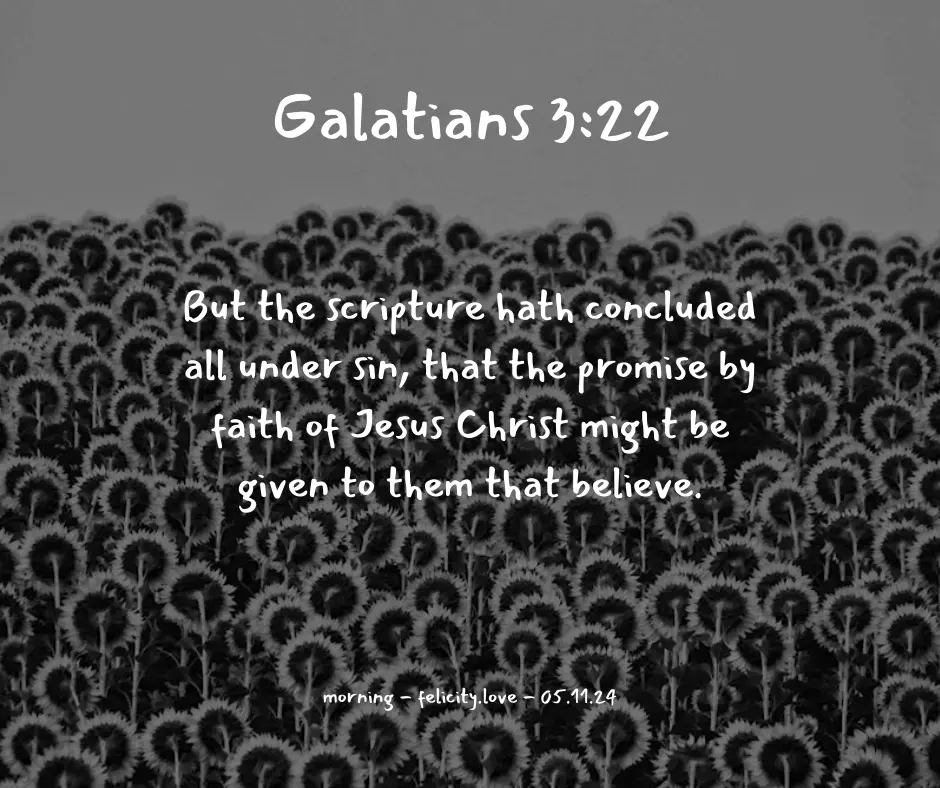 Galatians 3:22
But the scripture hath concluded
all under sin, that the promise by
faith of Jesus Christ might be
given to them that believe.
morning - felicity.love - 05.11.24